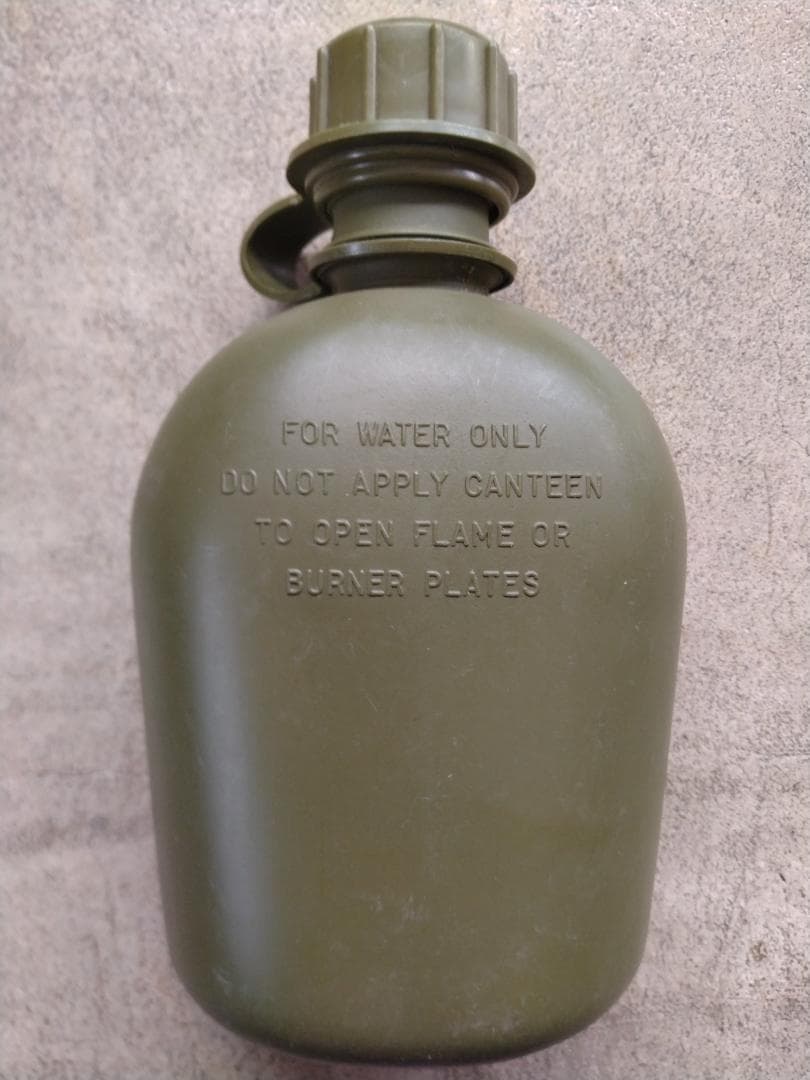 FOR WATER ONLY
DO NOT APPLY CANTEEN
TO OPEN FLAME OR
BURNER PLATES